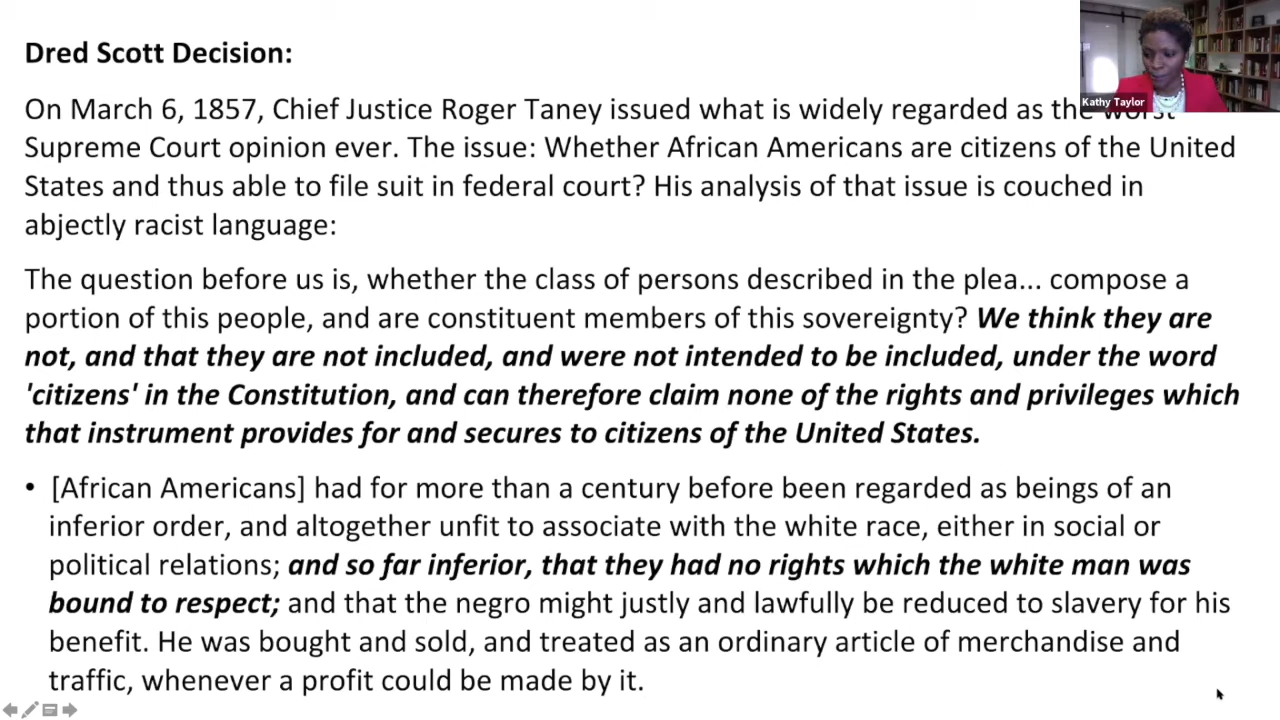 Dred Scott Decision:
On March 6, 1857, Chief Justice Roger Taney issued what is widely regarded as the worst
Supreme Court opinion ever. The issue: Whether African Americans are citizens of the United
States and thus able to file suit in federal court? His analysis of that issue is couched in
abjectly racist language:
The question before us is, whether the class of persons described in the plea... compose a
portion of this people, and are constituent members of this sovereignty? We think they are
not, and that they are not included, and were not intended to be included, under the word
'citizens' in the Constitution, and can therefore claim none of the rights and privileges which
that instrument provides for and secures to citizens of the United States.
• [African Americans] had for more than a century before been regarded as beings of an
inferior order, and altogether unfit to associate with the white race, either in social or
political relations; and so far inferior, that they had no rights which the white man was
bound to respect; and that the negro might justly and lawfully be reduced to slavery for his
benefit. He was bought and sold, and treated as an ordinary article of merchandise and
traffic, whenever a profit could be made by it.
Kathy Taylor